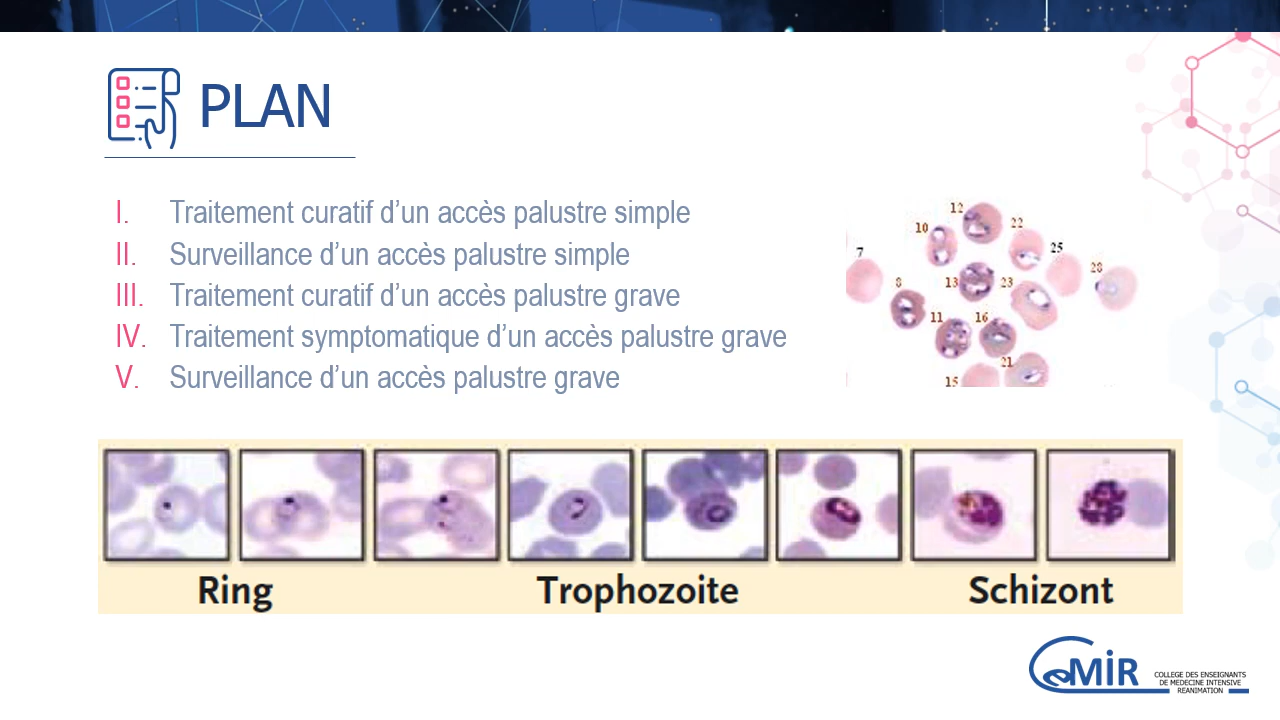 PLAN
I. Traitement curatif d’un accès palustre simple
II. Surveillance d’un accès palustre simple
III. Traitement curatif d’un accès palustre grave
IV. Traitement symptomatique d’un accès palustre grave
V. Surveillance d’un accès palustre grave
12
22
10
25
7
28
8
13
23
11
16
21
15
Ring
Trophozoite
Schizont
CeMIR
COLLEGE DES ENSEIGNANTS
DE MEDECINE INTENSIVE
REANIMATION